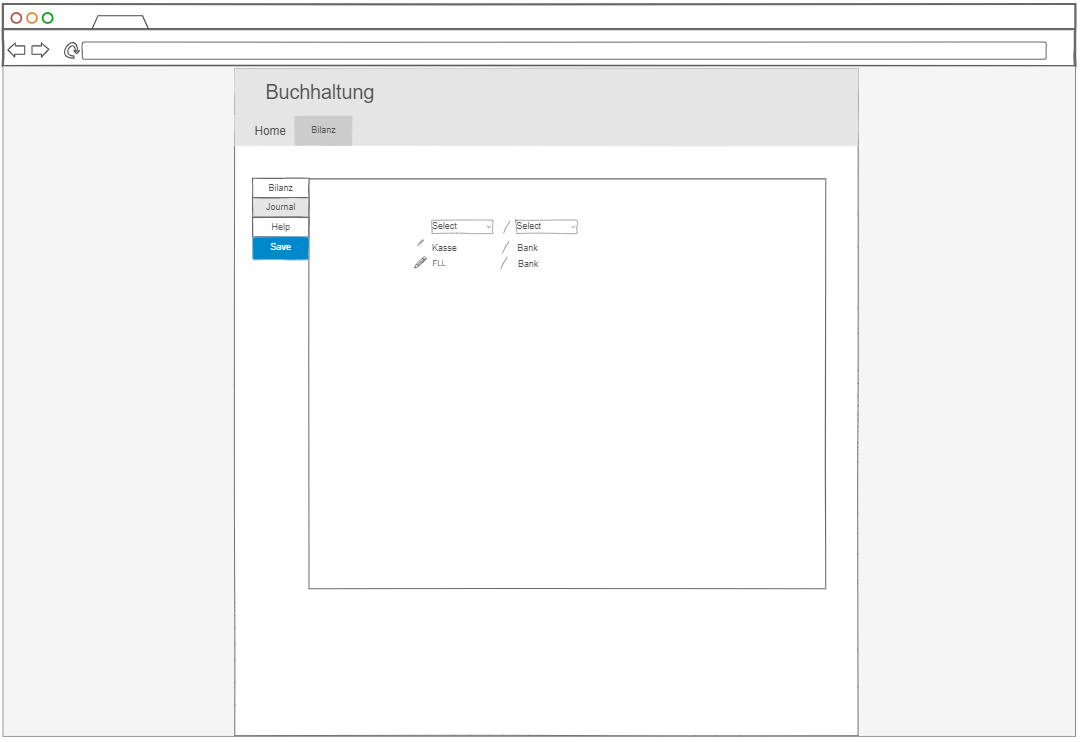 Buchhaltung
Home Bilanz
Bilanz
Journal
Help
Save
Select / Select
Kasse / Bank
FLL / Bank